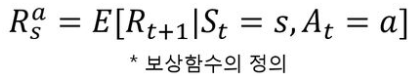 $R_s^a = E[R_{t+1}|S_t = s, A_t = a]$
* 보상함수의 정의